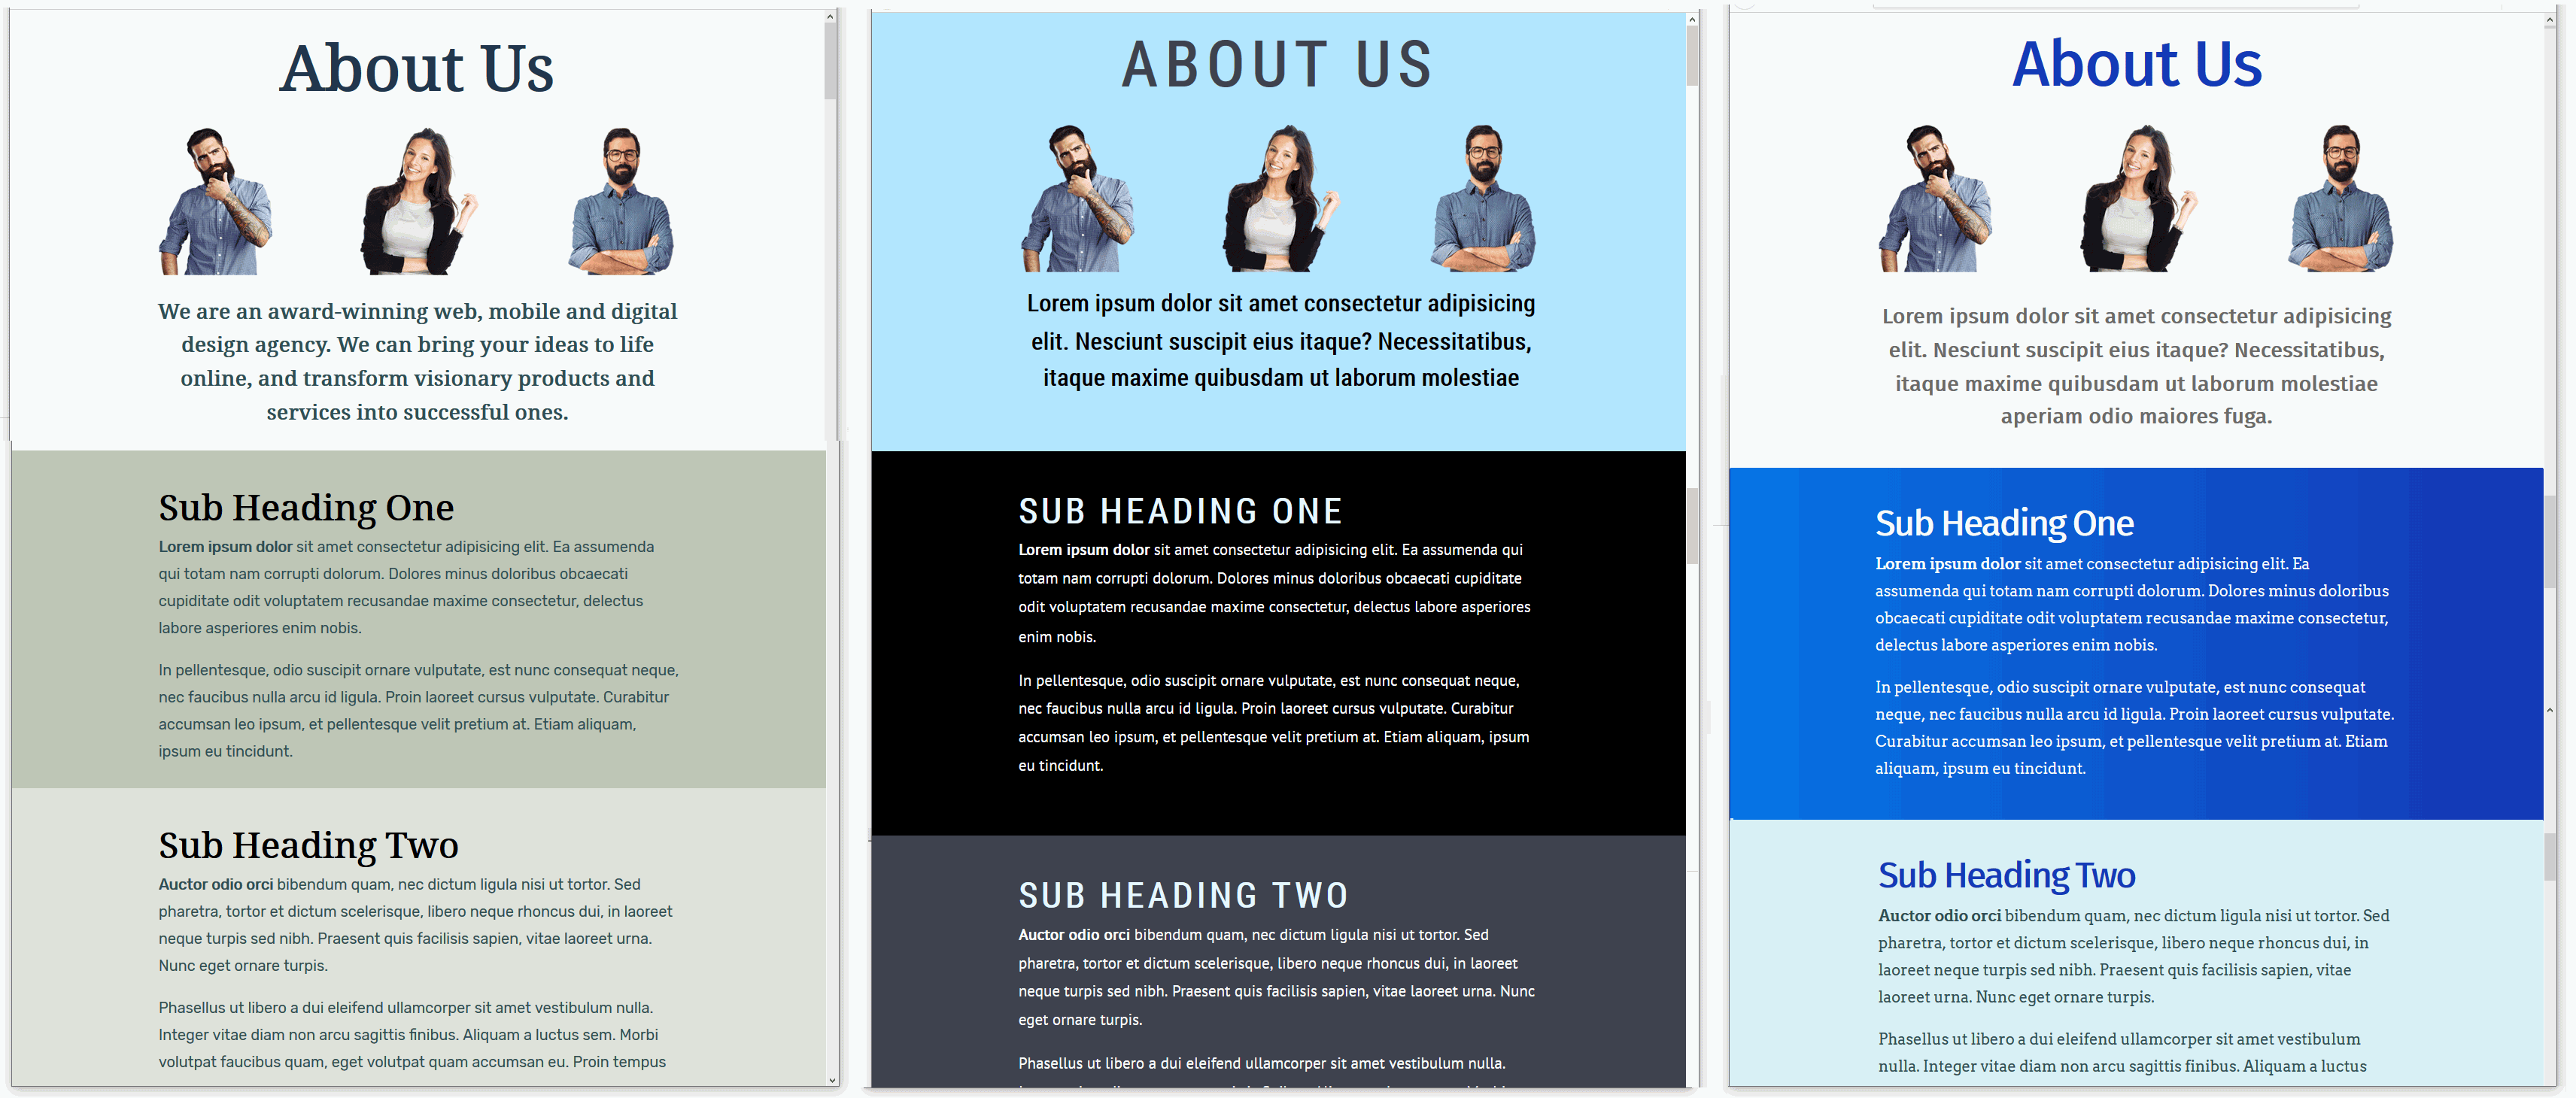 About Us
We are an award-winning web, mobile and digital
design agency. We can bring your ideas to life
online, and transform visionary products and
services into successful ones.
Sub Heading One
Lorem ipsum dolor sit amet consectetur adipisicing elit. Ea assumenda
qui totam nam corrupti dolorum. Dolores minus doloribus obcaecati
cupiditate odit voluptatem recusandae maxime consectetur, delectus
labore asperiores enim nobis.
In pellentesque, odio suscipit ornare vulputate, est nunc consequat neque,
nec faucibus nulla arcu id ligula. Proin laoreet cursus vulputate. Curabitur
accumsan leo ipsum, et pellentesque velit pretium at. Etiam aliquam,
ipsum eu tincidunt.
Sub Heading Two
Auctor odio orci bibendum quam, nec dictum ligula nisi ut tortor. Sed
pharetra, tortor et dictum scelerisque, libero neque rhoncus dui, in laoreet
neque turpis sed nibh. Praesent quis facilisis sapien, vitae laoreet urna.
Nunc eget ornare turpis.
Phasellus ut libero a dui eleifend ullamcorper sit amet vestibulum nulla.
Integer vitae diam non arcu sagittis finibus. Aliquam a luctus sem. Morbi
volutpat faucibus quam, eget volutpat quam accumsan eu. Proin tempus
ABOUT US
Lorem ipsum dolor sit amet consectetur adipisicing
elit. Nesciunt suscipit eius itaque? Necessitatibus,
itaque maxime quibusdam ut laborum molestiae
SUB HEADING ONE
Lorem ipsum dolor sit amet consectetur adipisicing elit. Ea assumenda qui
totam nam corrupti dolorum. Dolores minus doloribus obcaecati cupiditate
odit voluptatem recusandae maxime consectetur, delectus labore asperiores
enim nobis.
In pellentesque, odio suscipit ornare vulputate, est nunc consequat neque,
nec faucibus nulla arcu id ligula. Proin laoreet cursus vulputate. Curabitur
accumsan leo ipsum, et pellentesque velit pretium at. Etiam aliquam, ipsum
eu tincidunt.
SUB HEADING TWO
Auctor odio orci bibendum quam, nec dictum ligula nisi ut tortor. Sed
pharetra, tortor et dictum scelerisque, libero neque rhoncus dui, in laoreet
neque turpis sed nibh. Praesent quis facilisis sapien, vitae laoreet urna. Nunc
eget ornare turpis.
Phasellus ut libero a dui eleifend ullamcorper sit amet vestibulum nulla.
About Us
Lorem ipsum dolor sit amet consectetur adipisicing
elit. Nesciunt suscipit eius itaque? Necessitatibus,
itaque maxime quibusdam ut laborum molestiae
aperiam odio maiores fuga.
Sub Heading One
Lorem ipsum dolor sit amet consectetur adipisicing elit. Ea
assumenda qui totam nam corrupti dolorum. Dolores minus doloribus
obcaecati cupiditate odit voluptatem recusandae maxime consectetur,
delectus labore asperiores enim nobis.
In pellentesque, odio suscipit ornare vulputate, est nunc consequat
neque, nec faucibus nulla arcu id ligula. Proin laoreet cursus vulputate.
Curabitur accumsan leo ipsum, et pellentesque velit pretium at. Etiam
aliquam, ipsum eu tincidunt.
Sub Heading Two
Auctor odio orci bibendum quam, nec dictum ligula nisi ut tortor. Sed
pharetra, tortor et dictum scelerisque, libero neque rhoncus dui, in
laoreet neque turpis sed nibh. Praesent quis facilisis sapien, vitae
laoreet urna. Nunc eget ornare turpis.
Phasellus ut libero a dui eleifend ullamcorper sit amet vestibulum
nulla. Integer vitae diam non arcu sagittis finibus. Aliquam a luctus